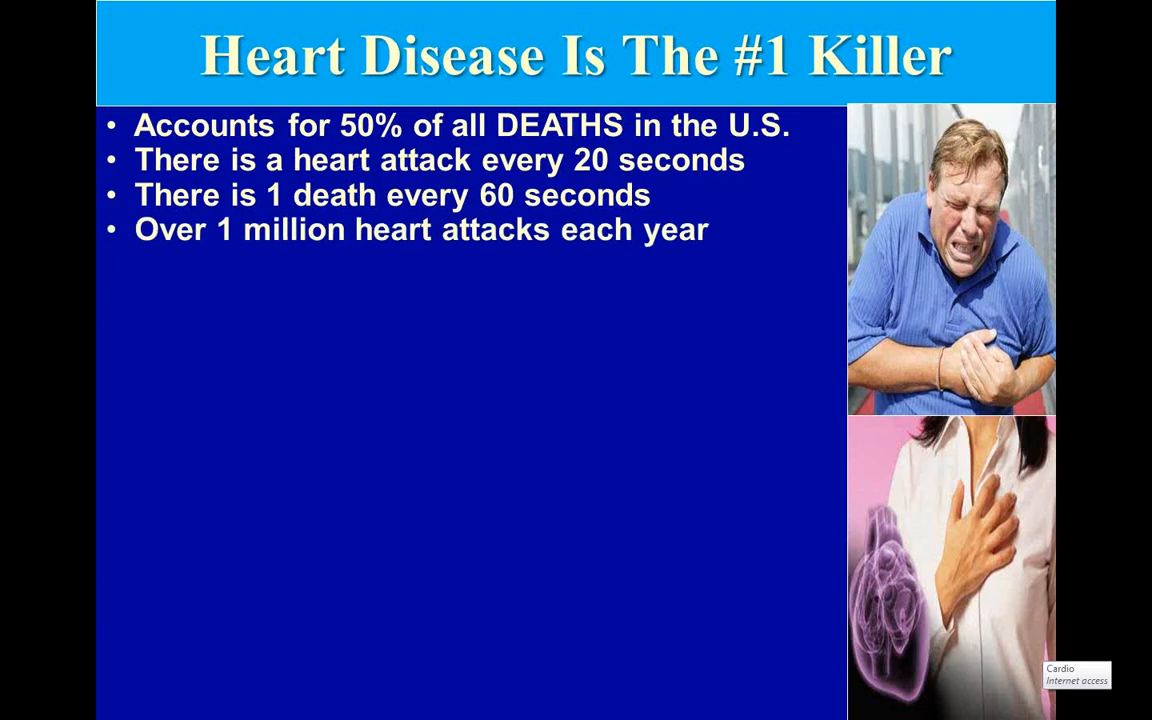 Heart Disease Is The #1 Killer
• Accounts for 50% of all DEATHS in the U.S.
• There is a heart attack every 20 seconds
• There is 1 death every 60 seconds
• Over 1 million heart attacks each year
Cardio
Internet access